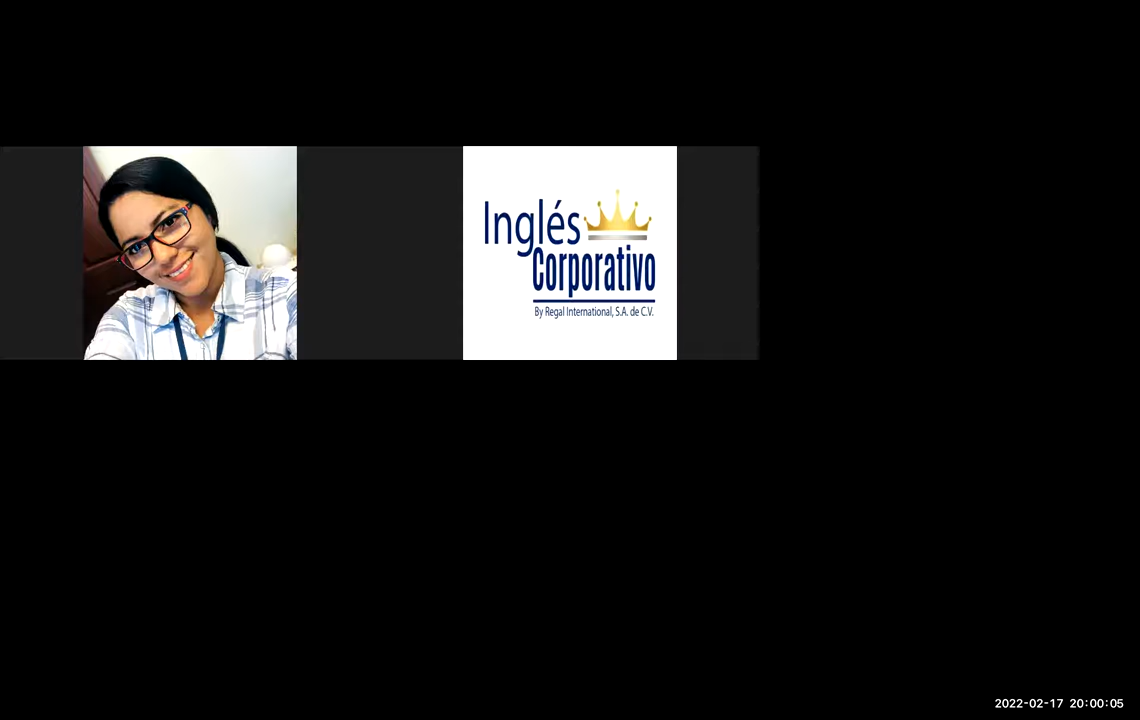 Inglés
Corporativo
By Regal International, S.A. de C.V.
2022-02-17 20:00:05